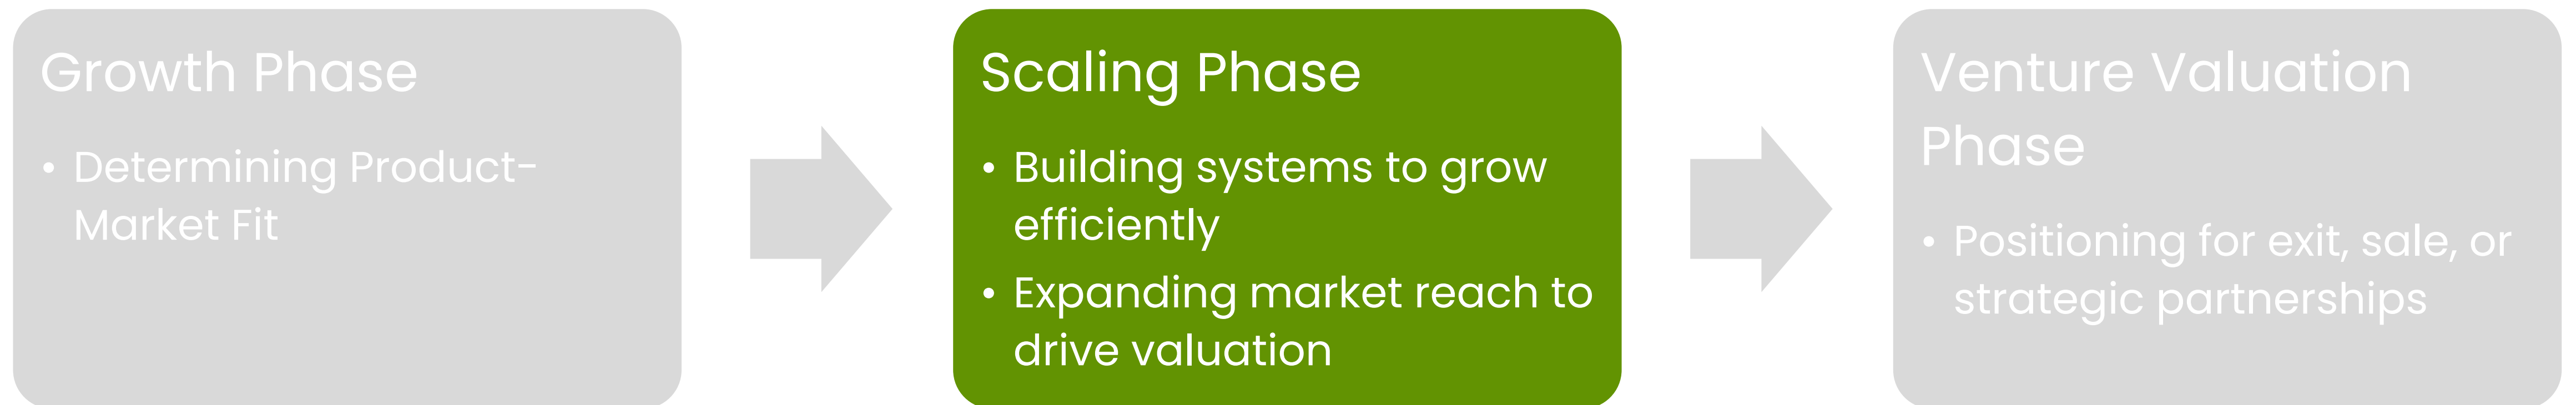 Growth Phase
• Determining Product-
Market Fit
Scaling Phase
• Building systems to grow
efficiently
• Expanding market reach to
drive valuation
Venture Valuation
Phase
• Positioning for exit, sale, or
strategic partnerships